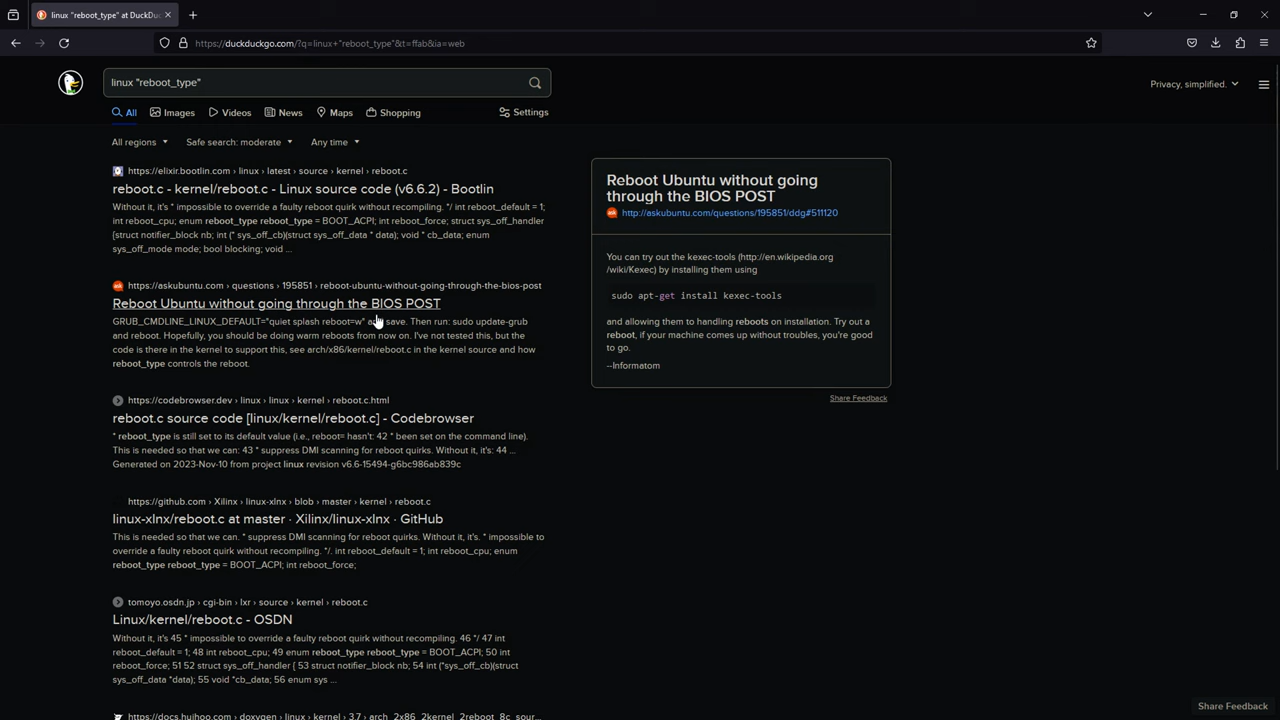 linux "reboot_type" at DuckDuc
https://duckduckgo.com/?q=linux+"reboot_type"&t=ffab&ia=web
linux "reboot_type"
Privacy, simplified.
All Images Videos News Maps Shopping Settings
All regions Safe search: moderate Any time
https://elixir.bootlin.com › linux › latest › source › kernel › reboot.c
reboot.c - kernel/reboot.c - Linux source code (v6.6.2) - Bootlin
Without it, it's * impossible to override a faulty reboot quirk without recompiling. */ int reboot_default = 1;
int reboot_cpu; enum reboot_type reboot_type = BOOT_ACPI; int reboot_force; struct sys_off_handler
{struct notifier_block nb; int (* sys_off_cb)(struct sys_off_data * data); void * cb_data; enum
sys_off_mode mode; bool blocking; void ...
https://askubuntu.com › questions › 195851 › reboot-ubuntu-without-going-through-the-bios-post
Reboot Ubuntu without going through the BIOS POST
GRUB_CMDLINE_LINUX_DEFAULT="quiet splash reboot=w" and save. Then run: sudo update-grub
and reboot. Hopefully, you should be doing warm reboots from now on. I've not tested this, but the
code is there in the kernel to support this, see arch/x86/kernel/reboot.c in the kernel source and how
reboot_type controls the reboot.
https://codebrowser.dev › linux › linux › kernel › reboot.c.html
reboot.c source code [linux/kernel/reboot.c] - Codebrowser
* reboot_type is still set to its default value (i.e., reboot= hasn't: 42 * been set on the command line).
This is needed so that we can: 43 * suppress DMI scanning for reboot quirks. Without it, it's: 44 ...
Generated on 2023-Nov-10 from project linux revision v6.6-15494-g6bc986ab839c
https://github.com › Xilinx › linux-xlnx › blob › master › kernel › reboot.c
linux-xlnx/reboot.c at master · Xilinx/linux-xlnx · GitHub
This is needed so that we can. * suppress DMI scanning for reboot quirks. Without it, it's. * impossible to
override a faulty reboot quirk without recompiling. */. int reboot_default = 1; int reboot_cpu; enum
reboot_type reboot_type = BOOT_ACPI; int reboot_force;
tomoyo.osdn.jp › cgi-bin › lxr › source › kernel › reboot.c
Linux/kernel/reboot.c - OSDN
Without it, it's 45 * impossible to override a faulty reboot quirk without recompiling. 46 */ 47 int
reboot_default = 1; 48 int reboot_cpu; 49 enum reboot_type reboot_type = BOOT_ACPI; 50 int
reboot_force; 51 52 struct sys_off_handler { 53 struct notifier_block nb; 54 int (*sys_off_cb)(struct
sys_off_data *data); 55 void *cb_data; 56 enum sys ...
https://docs.huihoo.com › doxygen › linux › kernel › 3.7 › arch_2x86_2kernel_2reboot_8c_sour...
Reboot Ubuntu without going
through the BIOS POST
http://askubuntu.com/questions/195851/ddg#511120
You can try out the kexec-tools (http://en.wikipedia.org
/wiki/Kexec) by installing them using
sudo apt-get install kexec-tools
and allowing them to handling reboots on installation. Try out a
reboot, if your machine comes up without troubles, you're good
to go.
--Informatom
Share Feedback
Share Feedback